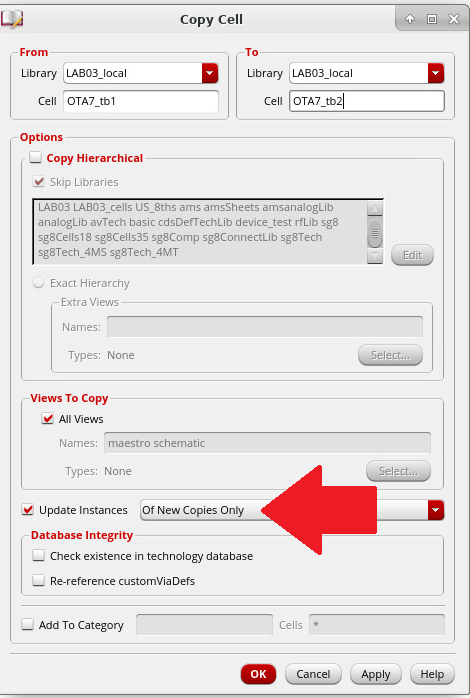 Copy Cell
From
Library LAB03_local
Cell OTA7_tb1
To
Library LAB03_local
Cell OTA7_tb2
Options
Copy Hierarchical
Skip Libraries
LAB03 LAB03_cells US_8ths ams amsSheets amsanalogLib
analogLib avTech basic cdsDefTechLib device_test rfLib sg8
sg8Cells18 sg8Cells35 sg8Comp sg8ConnectLib sg8Tech
sg8Tech_4MS sg8Tech_4MT
Edit
Exact Hierarchy
Extra Views
Names:
Types: None Select...
Views To Copy
All Views
Names: maestro schematic
Types: None Select...
Update Instances Of New Copies Only
Database Integrity
Check existence in technology database
Re-reference customViaDefs
Add To Category Cells *
OK Cancel Apply Help